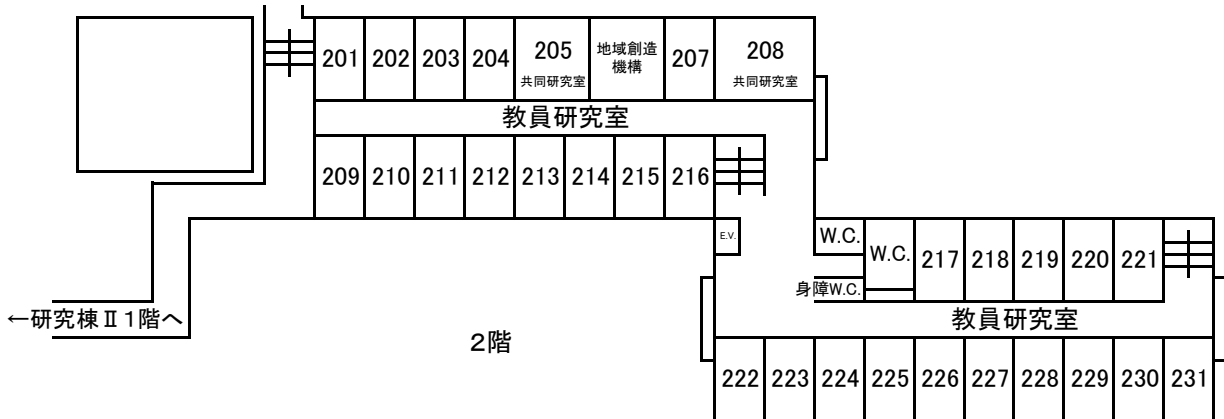 201 202 203 204 205 地域創造 207 208
共同研究室 機構 共同研究室
教員研究室
209 210 211 212 213 214 215 216
E.V.
W.C.
W.C. 217 218 219 220 221
身障W.C.
←研究棟Ⅱ1階へ
2階
教員研究室
222 223 224 225 226 227 228 229 230 231